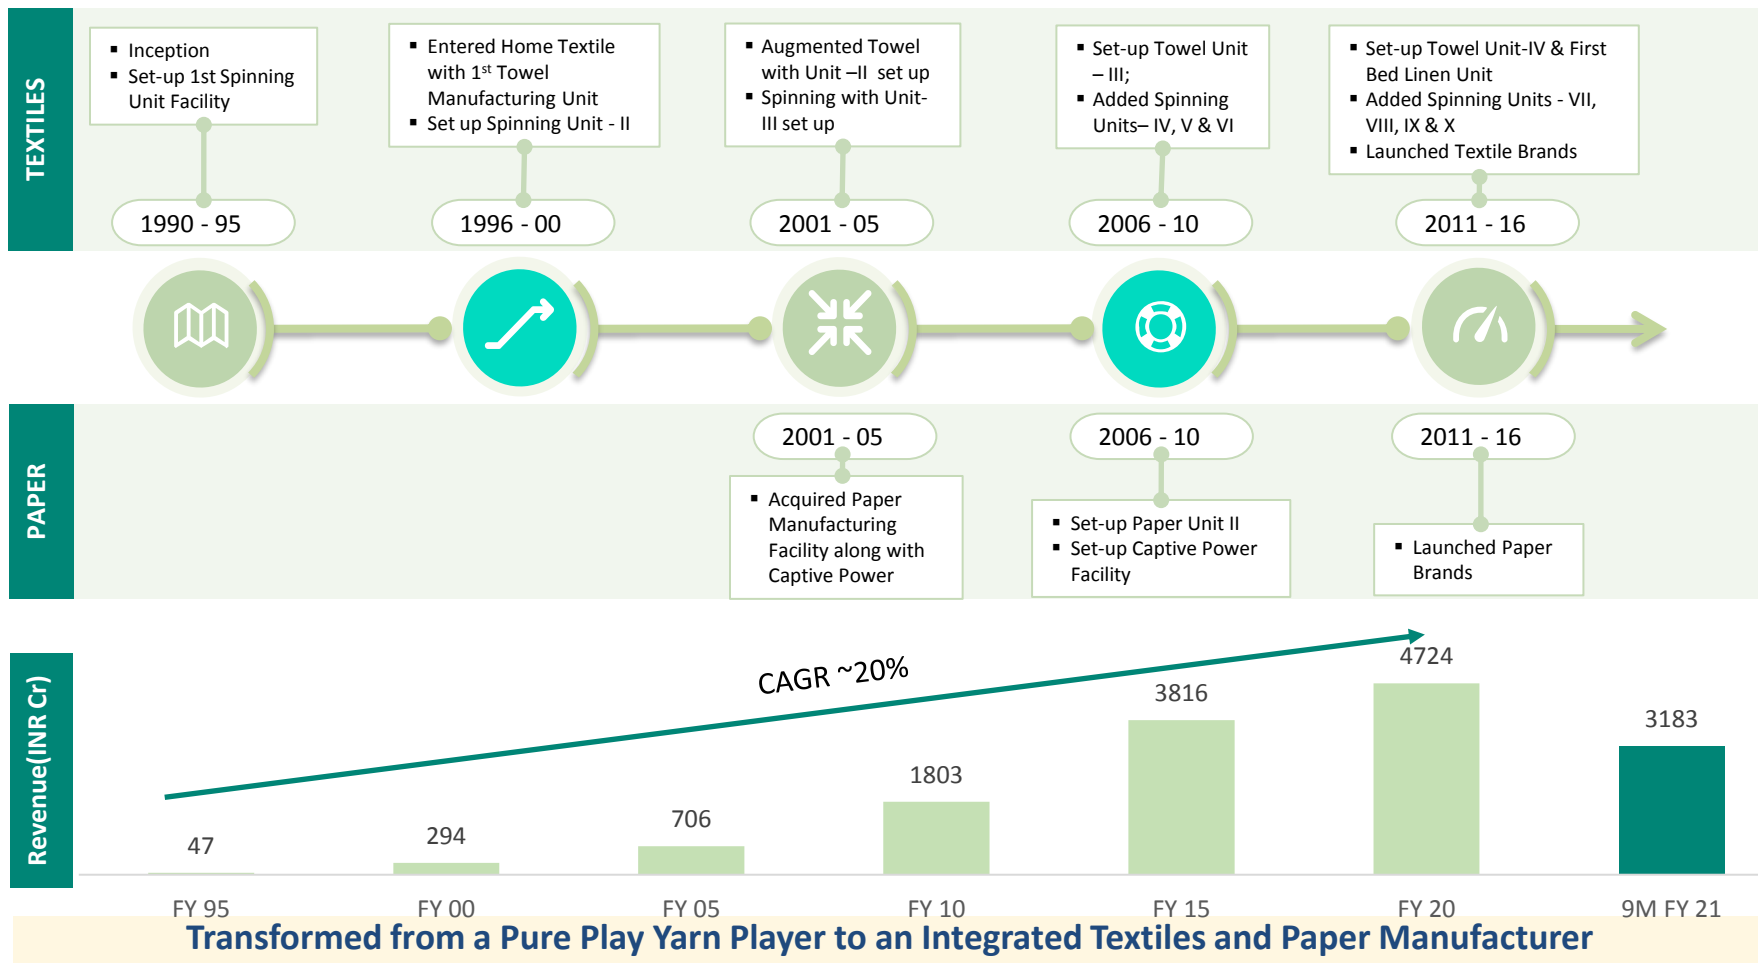 TEXTILES
▪ Inception
▪ Set-up 1st Spinning
Unit Facility
1990 - 95
▪ Entered Home Textile
with 1st Towel
Manufacturing Unit
▪ Set up Spinning Unit - II
1996 - 00
▪ Augmented Towel
with Unit –II set up
▪ Spinning with Unit-
III set up
2001 - 05
▪ Set-up Towel Unit
– III;
▪ Added Spinning
Units– IV, V & VI
2006 - 10
▪ Set-up Towel Unit-IV & First
Bed Linen Unit
▪ Added Spinning Units - VII,
VIII, IX & X
▪ Launched Textile Brands
2011 - 16
PAPER
2001 - 05
▪ Acquired Paper
Manufacturing
Facility along with
Captive Power
2006 - 10
▪ Set-up Paper Unit II
▪ Set-up Captive Power
Facility
2011 - 16
▪ Launched Paper
Brands
Revenue(INR Cr)
CAGR ~20%
47
294
706
1803
3816
4724
3183
FY 95
FY 00
FY 05
FY 10
FY 15
FY 20
9M FY 21
Transformed from a Pure Play Yarn Player to an Integrated Textiles and Paper Manufacturer